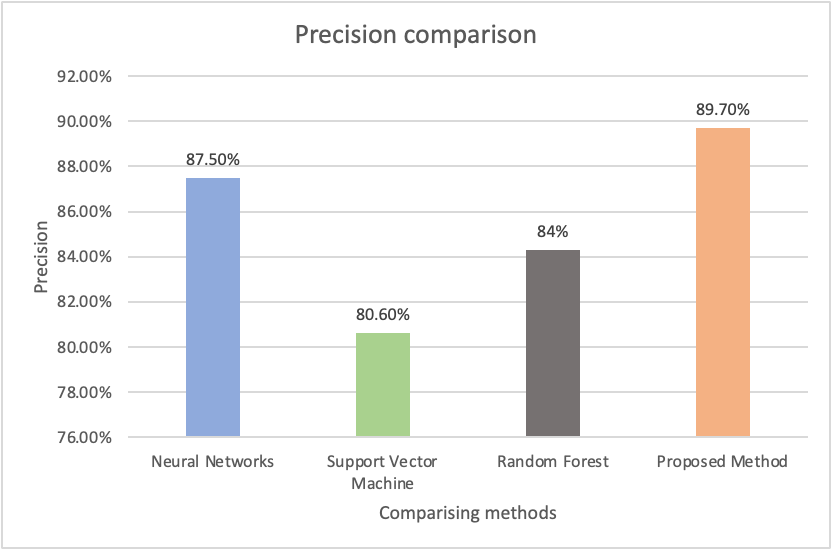 Precision comparison
92.00%
90.00%
88.00%
86.00%
84.00%
82.00%
80.00%
78.00%
76.00%
Precision
87.50%
80.60%
84%
89.70%
Neural Networks
Support Vector
Machine
Random Forest
Proposed Method
Comparising methods